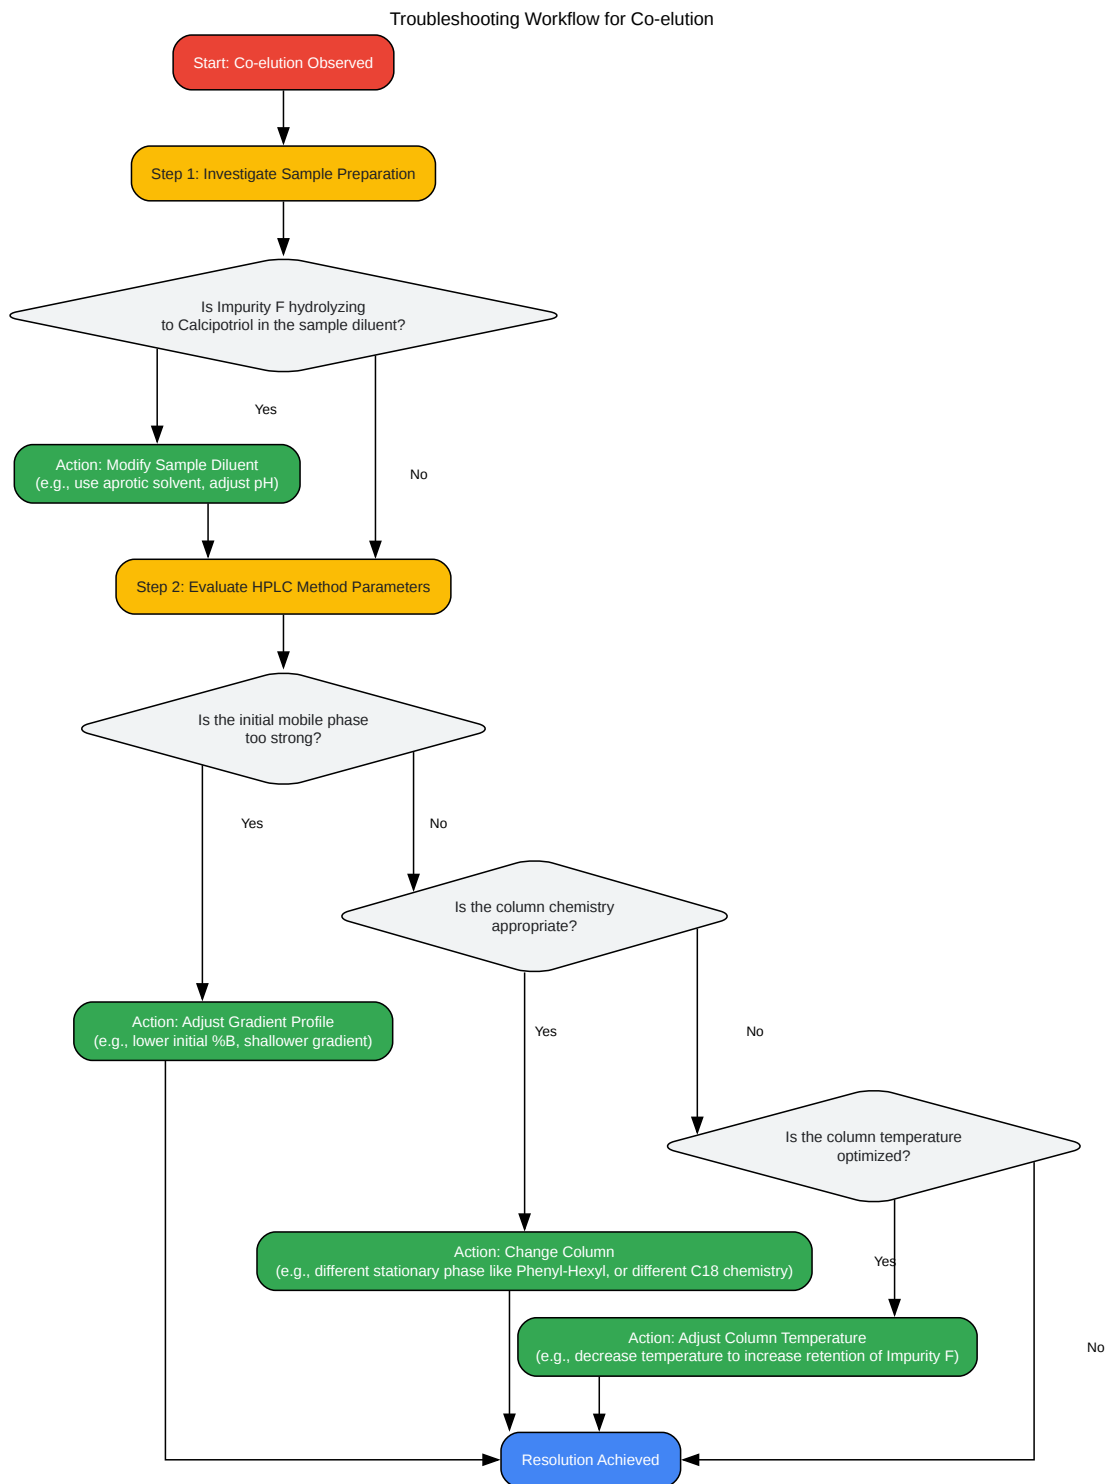 Troubleshooting Workflow for Co-elution
Start: Co-elution Observed
Step 1: Investigate Sample Preparation
Is Impurity F hydrolyzing
to Calcipotriol in the sample diluent?
Yes
No
Action: Modify Sample Diluent
(e.g., use aprotic solvent, adjust pH)
Step 2: Evaluate HPLC Method Parameters
Is the initial mobile phase
too strong?
Yes
No
Is the column chemistry
appropriate?
Action: Adjust Gradient Profile
(e.g., lower initial %B, shallower gradient)
Yes
No
Is the column temperature
optimized?
Action: Change Column
(e.g., different stationary phase like Phenyl-Hexyl, or different C18 chemistry)
Yes
No
Action: Adjust Column Temperature
(e.g., decrease temperature to increase retention of Impurity F)
Resolution Achieved